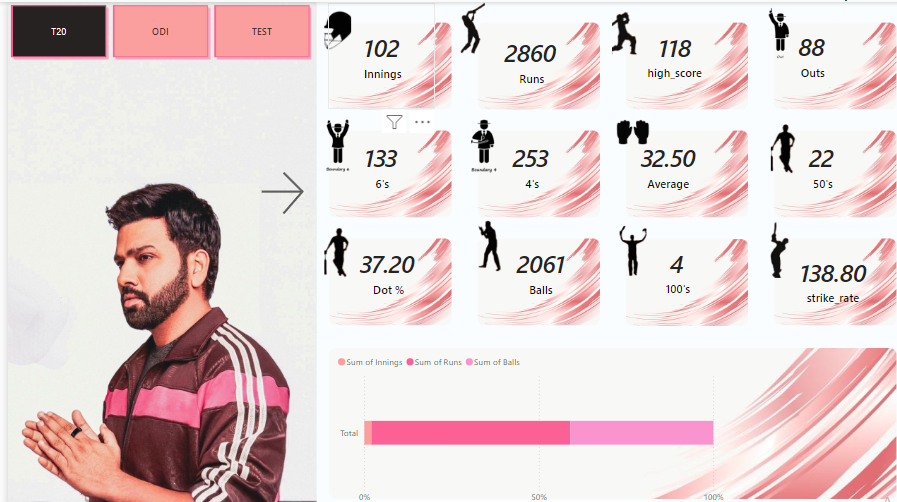 T20 ODI TEST
102
Innings
2860
Runs
118
high_score
88
Outs
Out
133
6's
Boundary 6
253
4's
Boundary 4
32.50
Average
22
50's
37.20
Dot %
2061
Balls
4
100's
138.80
strike_rate
Sum of Innings Sum of Runs Sum of Balls
Total
0% 50% 100%